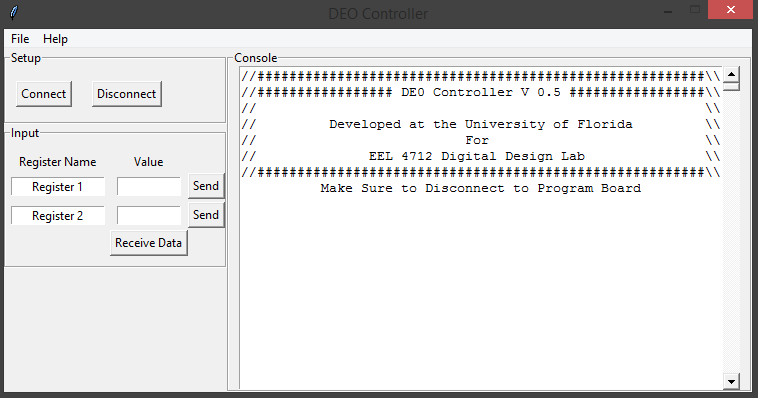 DEO Controller
File Help
Setup
Connect Disconnect
Input
Register Name Value
Register 1 Send
Register 2 Send
Receive Data
Console
//########################################################\\
//################# DE0 Controller V 0.5 #################\\
// \\
// Developed at the University of Florida \\
// For \\
// EEL 4712 Digital Design Lab \\
//########################################################\\
Make Sure to Disconnect to Program Board